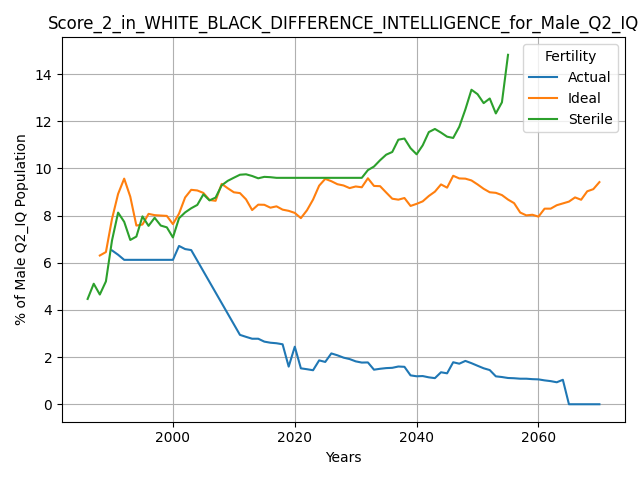 Score_2_in_WHITE_BLACK_DIFFERENCE_INTELLIGENCE_for_Male_Q2_IQ
Fertility
Actual
Ideal
Sterile
% of Male Q2_IQ Population
14
12
10
8
6
4
2
0
2000 2020 2040 2060
Years